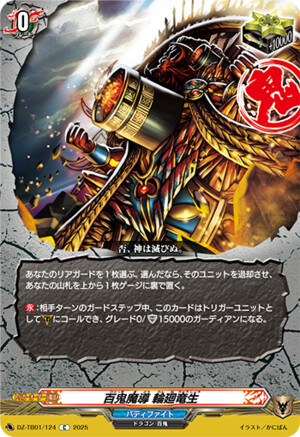 0
+10000
鬼
否、神は滅びぬ。
あなたのリアガードを1枚選ぶ。選んだなら、そのユニットを退却させ、
あなたの山札を上から1枚ゲージに裏で置く。
永:相手ターンのガードステップ中、このカードはトリガーユニットと
して Gにコールでき、グレード0/ 15000のガーディアンになる。
百鬼魔導 輪廻竜生
バディファイト
ドラゴン 百鬼
DZ-TB01/124 C 2025
イラスト/かにぱん